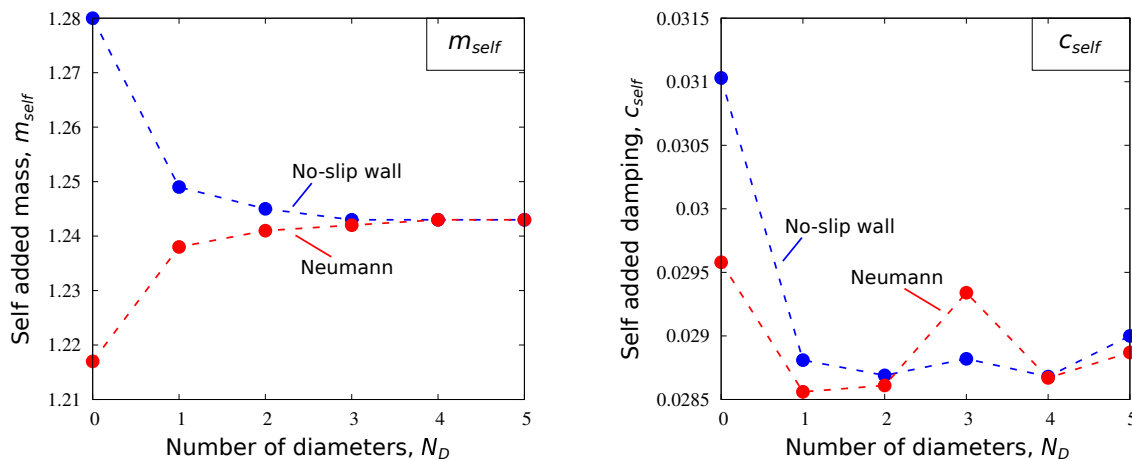 m_self
1.28
1.27
1.26
1.25
1.24
1.23
1.22
1.21
Self added mass, m_self
No-slip wall
Neumann
0 1 2 3 4 5
Number of diameters, N_D
c_self
0.0315
0.031
0.0305
0.03
0.0295
0.029
0.0285
Self added damping, c_self
No-slip wall
Neumann
0 1 2 3 4 5
Number of diameters, N_D